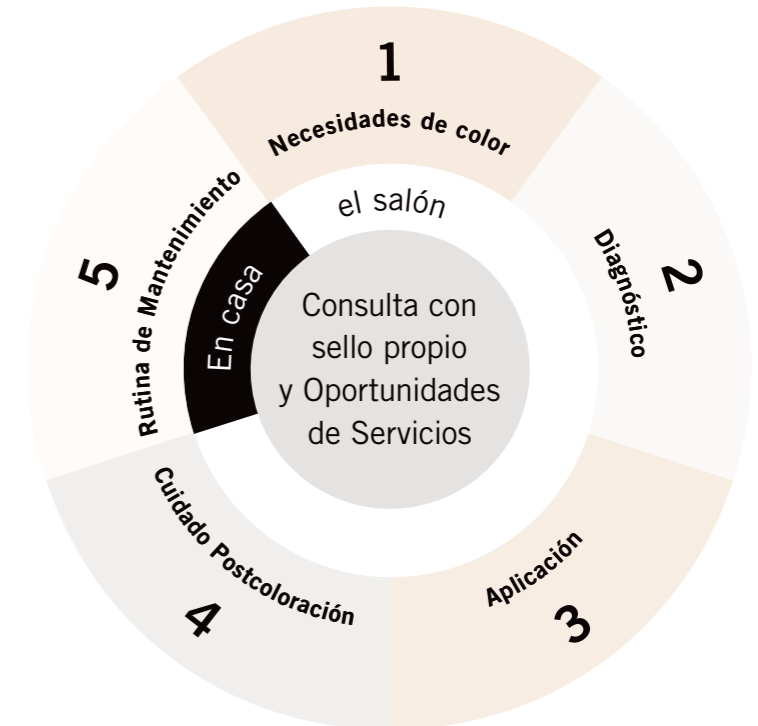 1
Necesidades de color
2
Diagnóstico
3
Aplicación
4
Cuidado Postcoloración
5
Rutina de Mantenimiento
el salón
En casa
Consulta con
sello propio
y Oportunidades
de Servicios